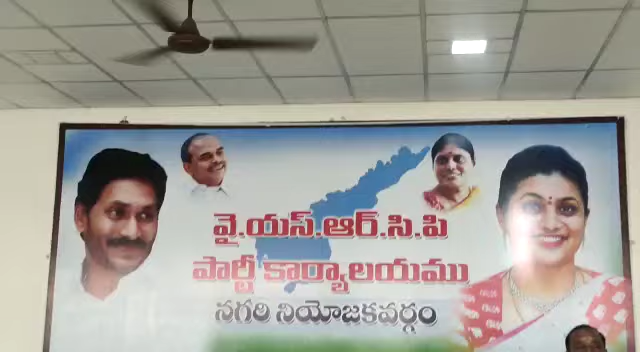 వై.యస్.ఆర్.సి.పి
పార్టీ కార్యాలయము
నగరి నియోజకవర్గం